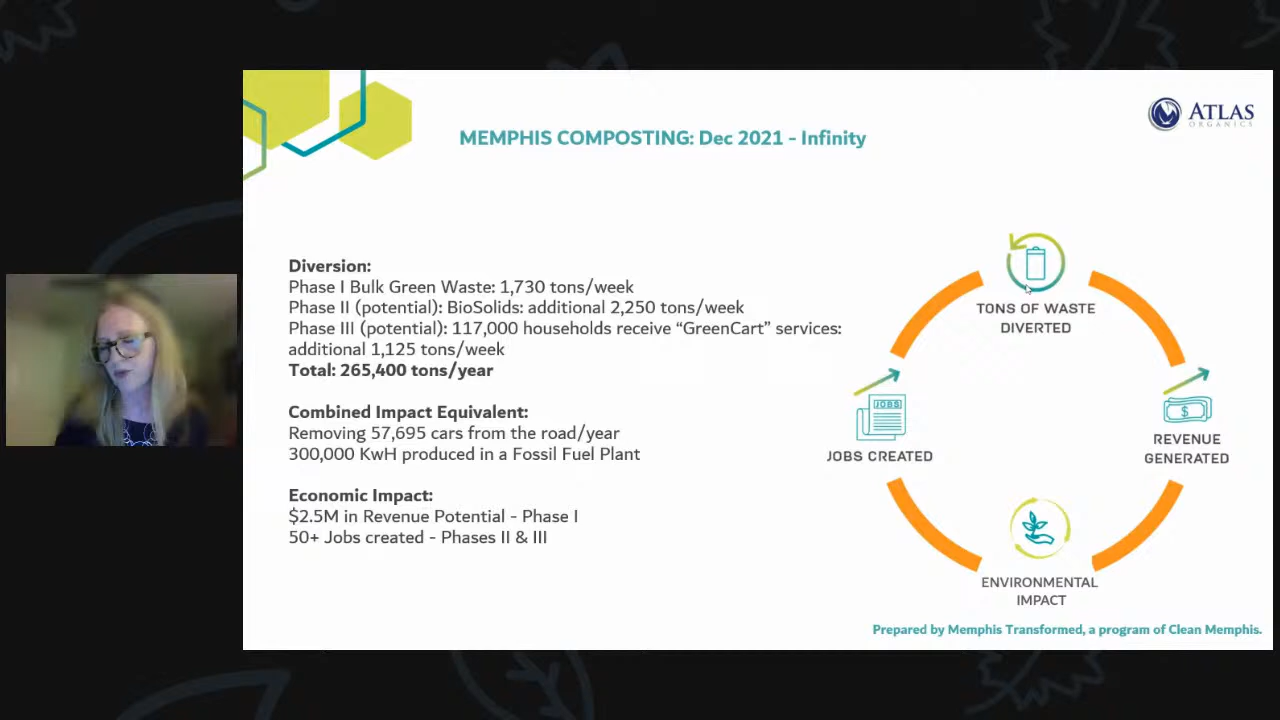 ATLAS
ORGANICS
MEMPHIS COMPOSTING: Dec 2021 - Infinity
Diversion:
Phase I Bulk Green Waste: 1,730 tons/week
Phase II (potential): BioSolids: additional 2,250 tons/week
Phase III (potential): 117,000 households receive “GreenCart” services:
additional 1,125 tons/week
Total: 265,400 tons/year
Combined Impact Equivalent:
Removing 57,695 cars from the road/year
300,000 KwH produced in a Fossil Fuel Plant
Economic Impact:
$2.5M in Revenue Potential - Phase I
50+ Jobs created - Phases II & III
TONS OF WASTE
DIVERTED
JOBS
JOBS CREATED
$
REVENUE
GENERATED
ENVIRONMENTAL
IMPACT
Prepared by Memphis Transformed, a program of Clean Memphis.